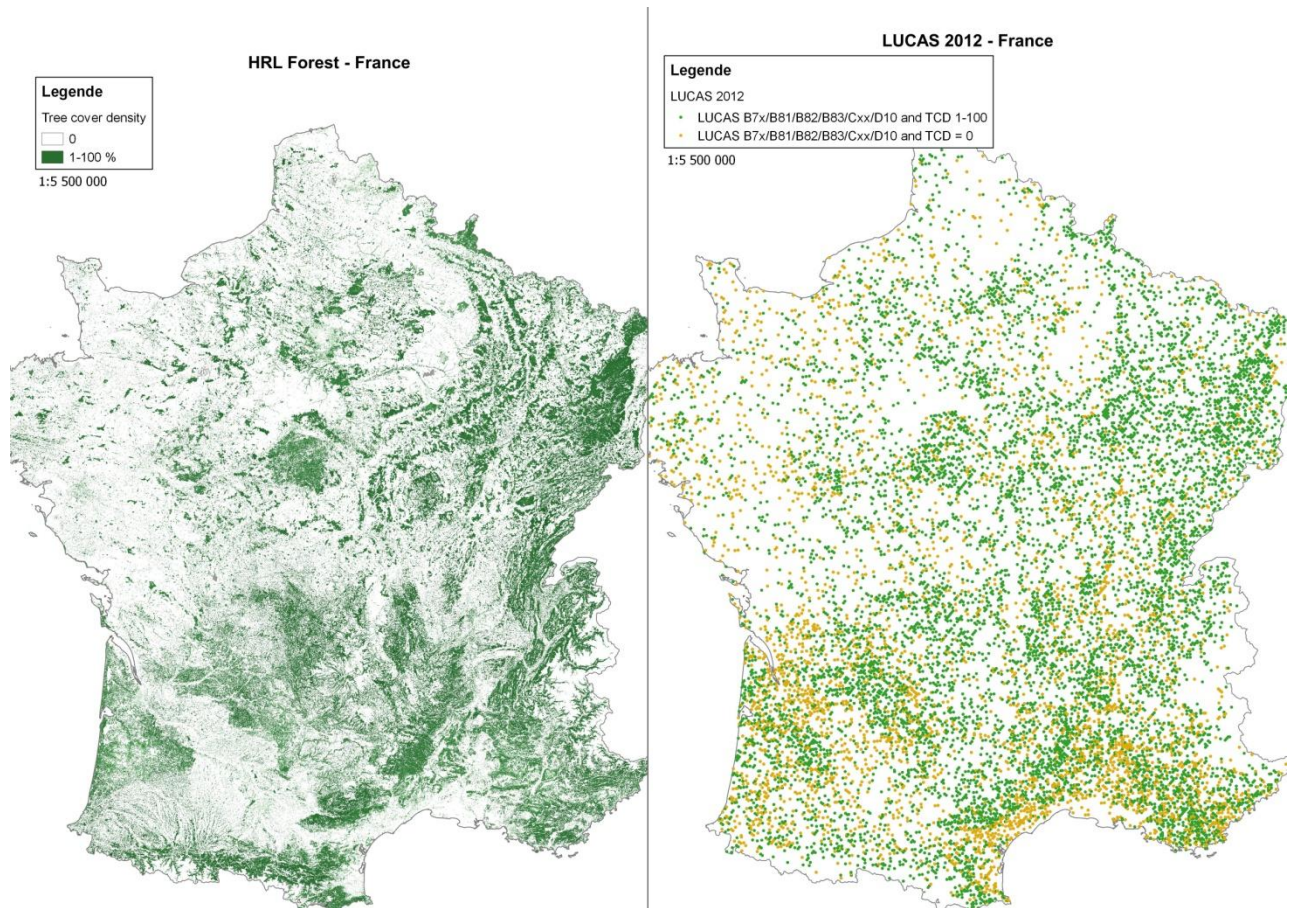 HRL Forest - France
Legende
Tree cover density
0
1-100 %
1:5 500 000
LUCAS 2012 - France
Legende
LUCAS 2012
LUCAS B7x/B81/B82/B83/Cxx/D10 and TCD 1-100
LUCAS B7x/B81/B82/B83/Cxx/D10 and TCD = 0
1:5 500 000